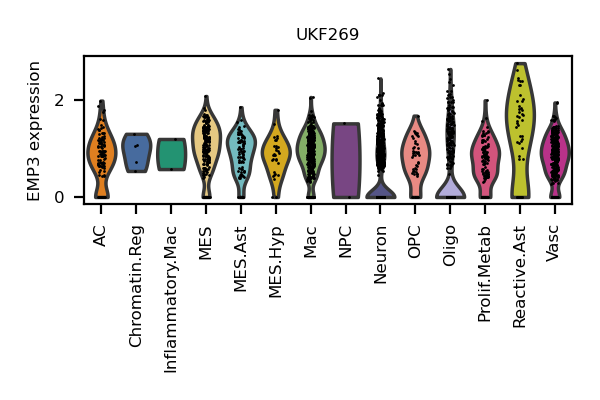 UKF269
EMP3 expression
2
0
AC
Chromatin.Reg
Inflammatory.Mac
MES
MES.Ast
MES.Hyp
Mac
NPC
Neuron
OPC
Oligo
Prolif.Metab
Reactive.Ast
Vasc